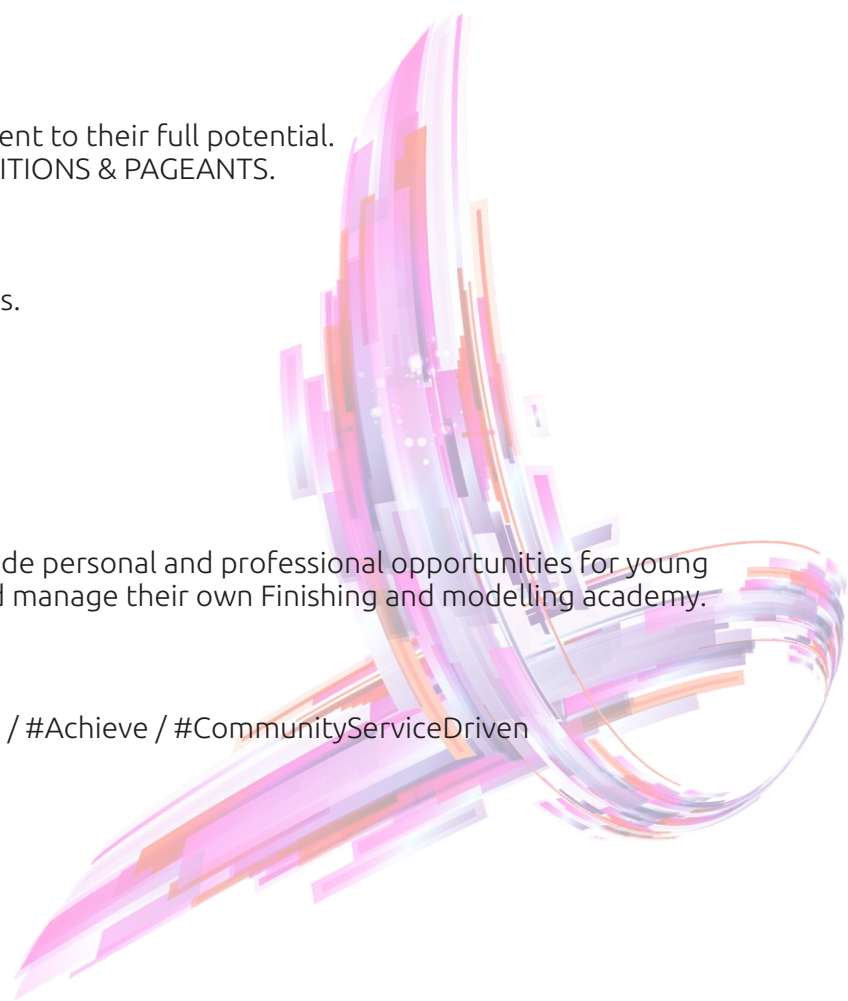 ent to their full potential.
ITIONS & PAGEANTS.
s.
de personal and professional opportunities for young
d manage their own Finishing and modelling academy.
/ #Achieve / #CommunityServiceDriven